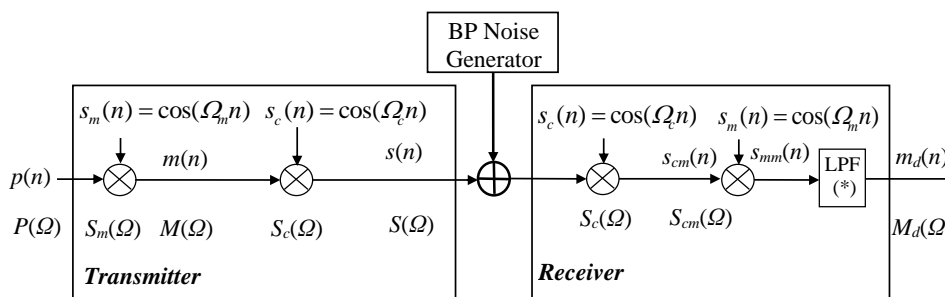 BP Noise
Generator
s_m(n) = cos(Ω_m n)
s_c(n) = cos(Ω_c n)
s_c(n) = cos(Ω_c n)
s_m(n) = cos(Ω_m n)
p(n)
m(n)
s(n)
s_cm(n)
s_mm(n)
LPF
(*)
m_d(n)
P(Ω)
S_m(Ω)
M(Ω)
S_c(Ω)
S(Ω)
S_c(Ω)
S_cm(Ω)
M_d(Ω
Transmitter
Receiver